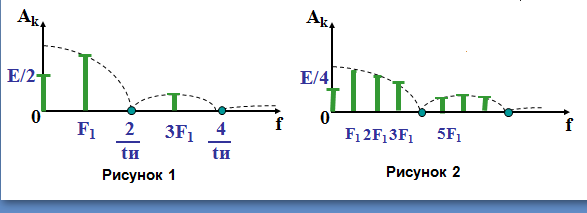 Aₖ
E/2
0
F₁
2
tи
3F₁
4
tи
f
Рисунок 1
Aₖ
E/4
0
F₁ 2F₁ 3F₁
5F₁
f
Рисунок 2